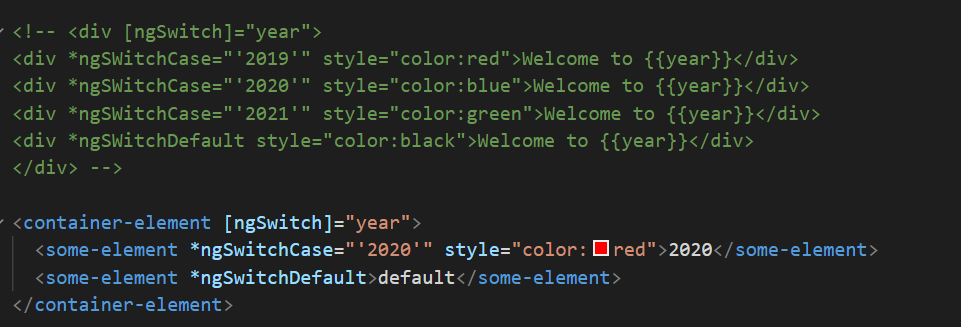 <!-- <div [ngSwitch]="year">
<div *ngSWitchCase="'2019'" style="color:red">Welcome to {{year}}</div>
<div *ngSWitchCase="'2020'" style="color:blue">Welcome to {{year}}</div>
<div *ngSWitchCase="'2021'" style="color:green">Welcome to {{year}}</div>
<div *ngSWitchDefault style="color:black">Welcome to {{year}}</div>
</div> -->
<container-element [ngSwitch]="year">
<some-element *ngSwitchCase="'2020'" style="color:red">2020</some-element>
<some-element *ngSwitchDefault>default</some-element>
</container-element>